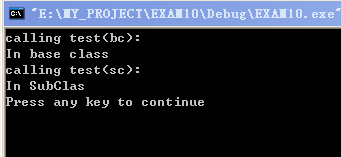 "E:\MY_PROJECT\EXAM10\Debug\EXAM10.exe"
calling test(bc):
In base class
calling test(sc):
In SubClas
Press any key to continue